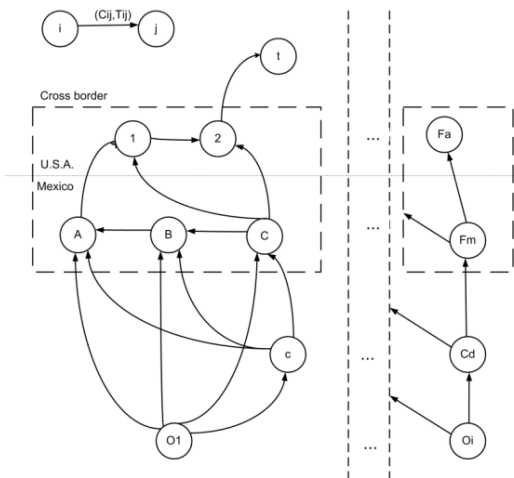 (Cij,Tij)
i
j
t
Cross border
1
2
...
Fa
U.S.A.
Mexico
A
B
C
...
Fm
c
...
Cd
O1
...
Oi